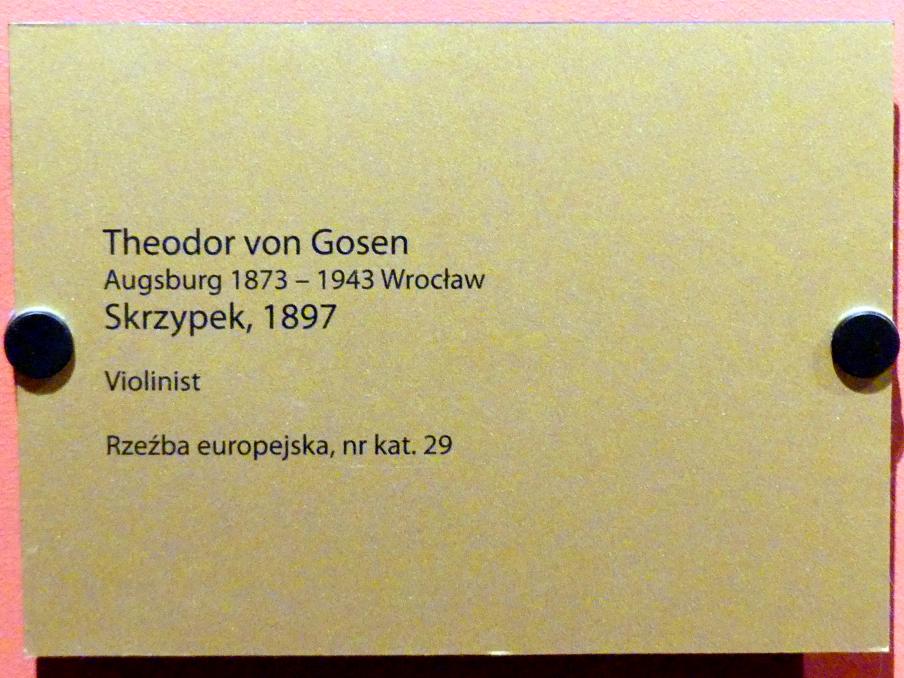 Theodor von Gosen
Augsburg 1873 – 1943 Wrocław
Skrzypek, 1897
Violinist
Rzeźba europejska, nr kat. 29